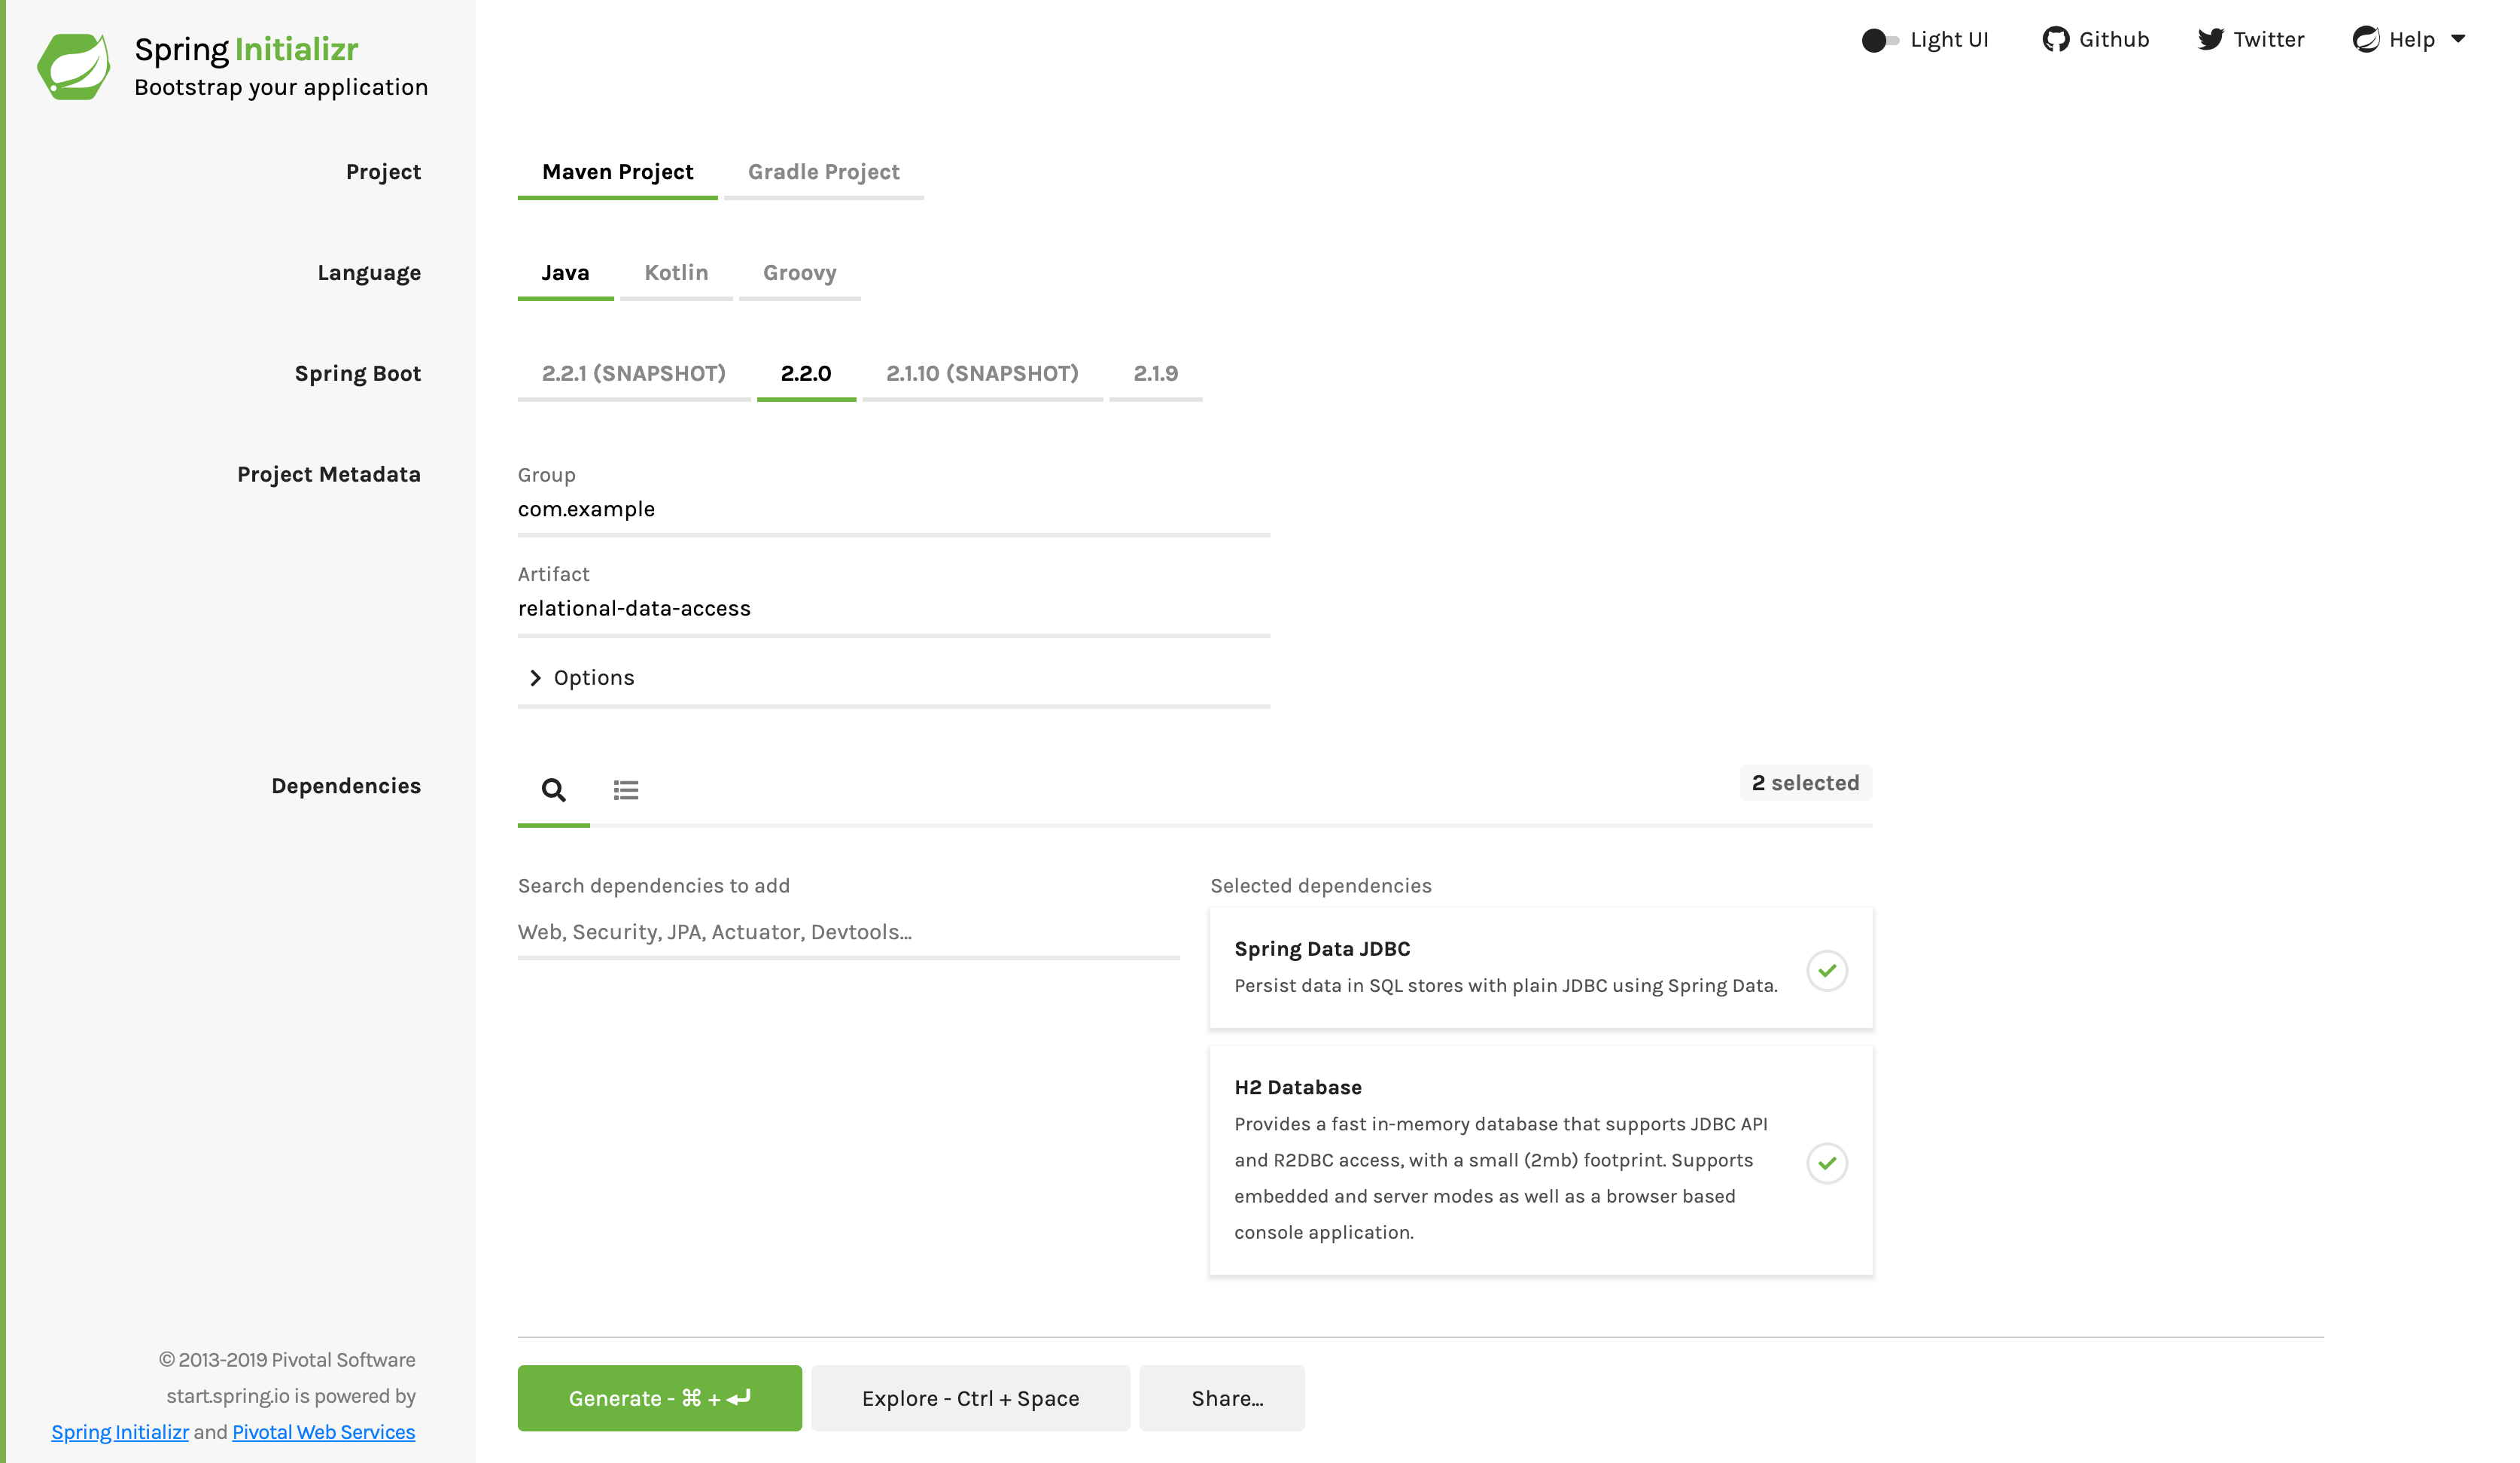 Spring Initializr
Bootstrap your application
Light UI
Github
Twitter
Help
Project
Maven Project
Gradle Project
Language
Java
Kotlin
Groovy
Spring Boot
2.2.1 (SNAPSHOT)
2.2.0
2.1.10 (SNAPSHOT)
2.1.9
Project Metadata
Group
com.example
Artifact
relational-data-access
Options
Dependencies
2 selected
Search dependencies to add
Web, Security, JPA, Actuator, Devtools...
Selected dependencies
Spring Data JDBC
Persist data in SQL stores with plain JDBC using Spring Data.
H2 Database
Provides a fast in-memory database that supports JDBC API
and R2DBC access, with a small (2mb) footprint. Supports
embedded and server modes as well as a browser based
console application.
© 2013-2019 Pivotal Software
start.spring.io is powered by
Spring Initializr and Pivotal Web Services
Generate - ⌘ + ↵
Explore - Ctrl + Space
Share...